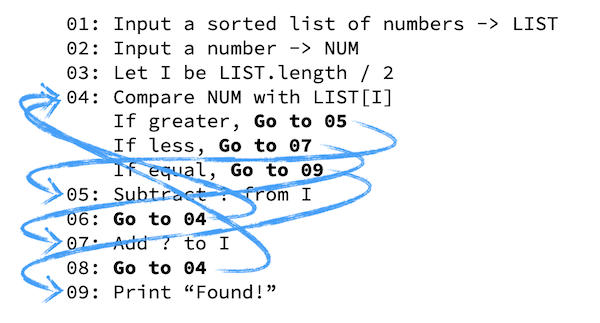 01: Input a sorted list of numbers -> LIST
02: Input a number -> NUM
03: Let I be LIST.length / 2
04: Compare NUM with LIST[I]
If greater, Go to 05
If less, Go to 07
If equal, Go to 09
05: Subtract ? from I
06: Go to 04
07: Add ? to I
08: Go to 04
09: Print “Found!”